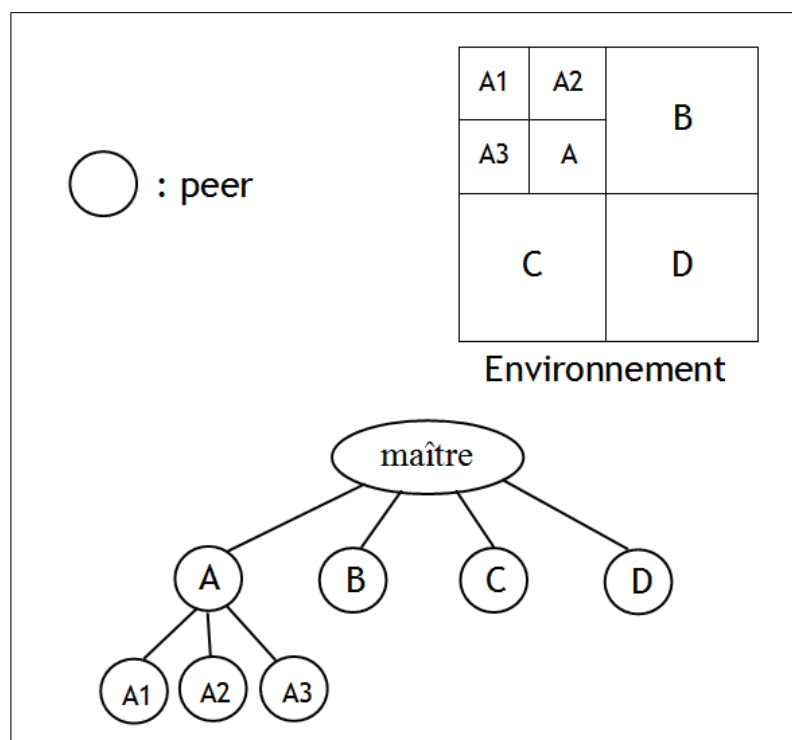 A1 A2 B
: peer
A3 A
C D
Environnement
maître
A B C D
A1 A2 A3